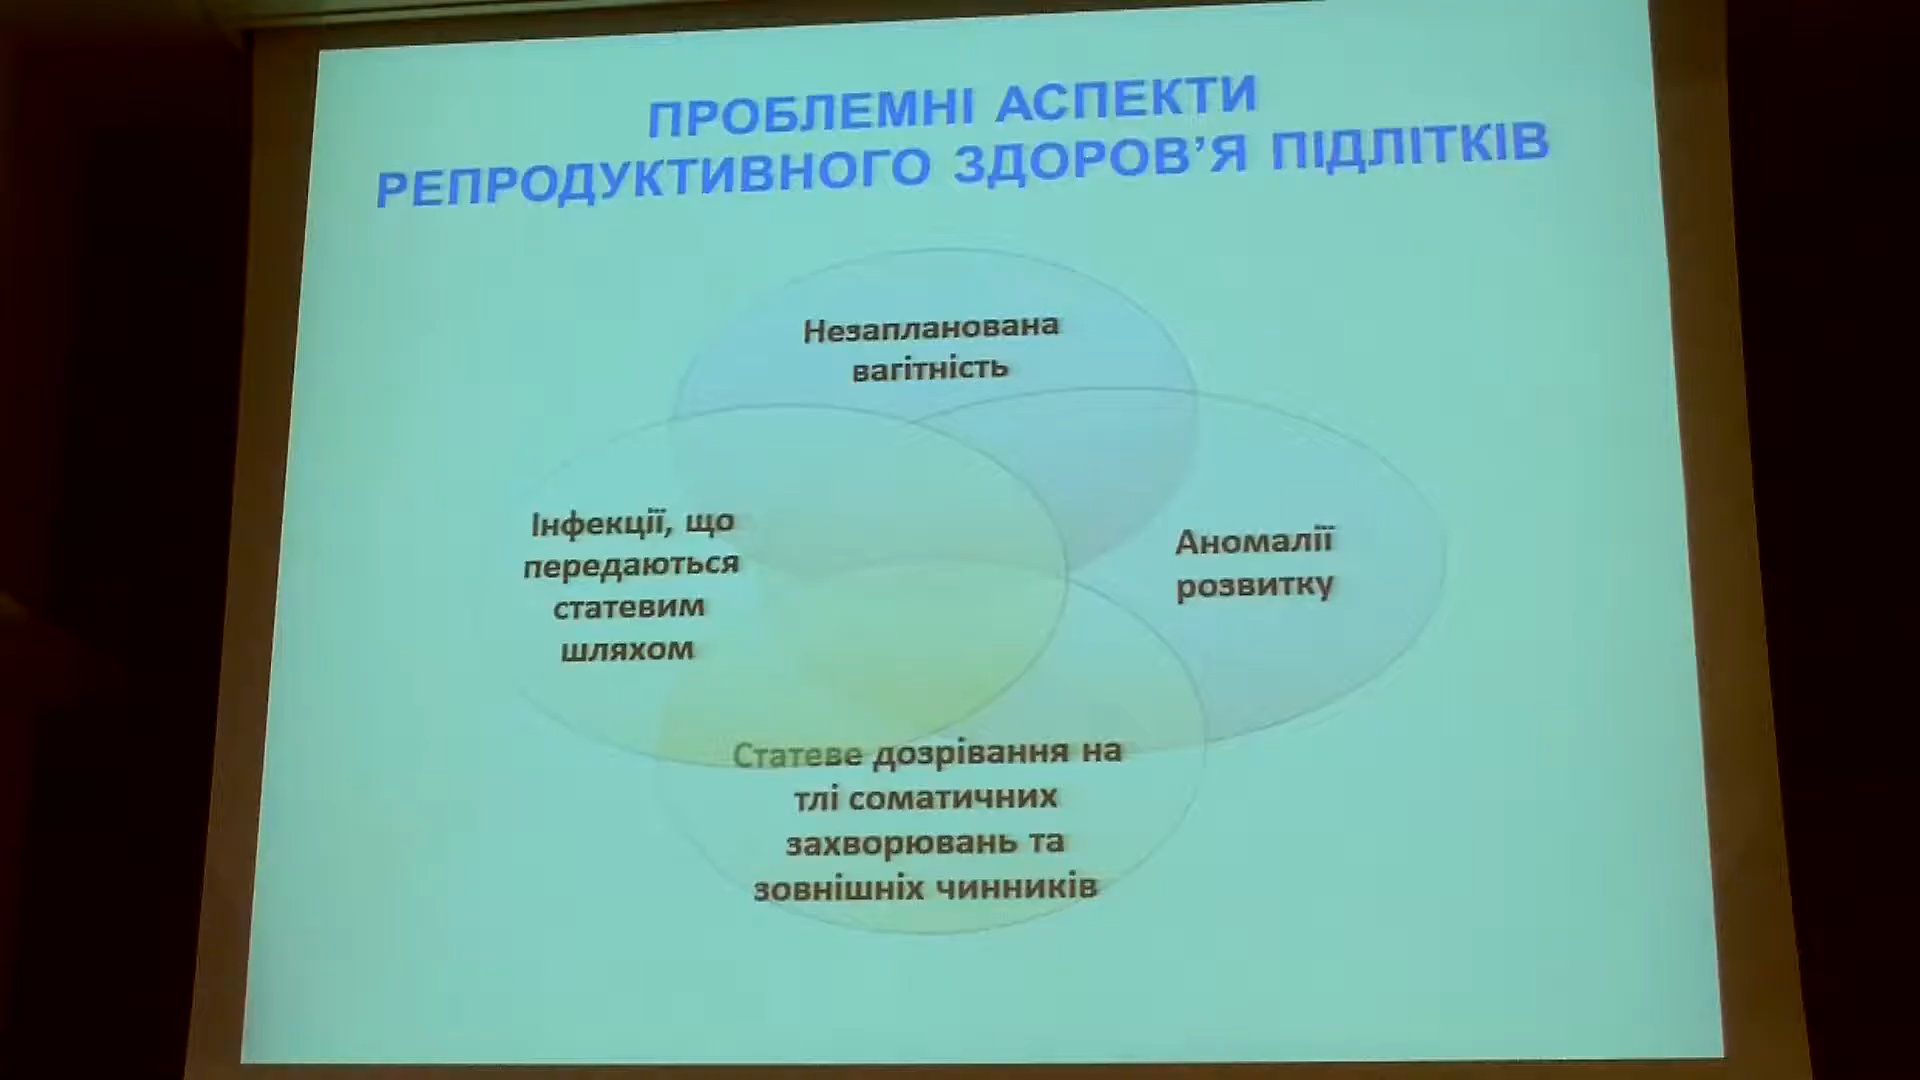 ПРОБЛЕМНІ АСПЕКТИ
РЕПРОДУКТИВНОГО ЗДОРОВ’Я ПІДЛІТКІВ
Незапланована
вагітність
Інфекції, що
передаються
статевим
шляхом
Аномалії
розвитку
Статеве дозрівання на
тлі соматичних
захворювань та
зовнішніх чинників